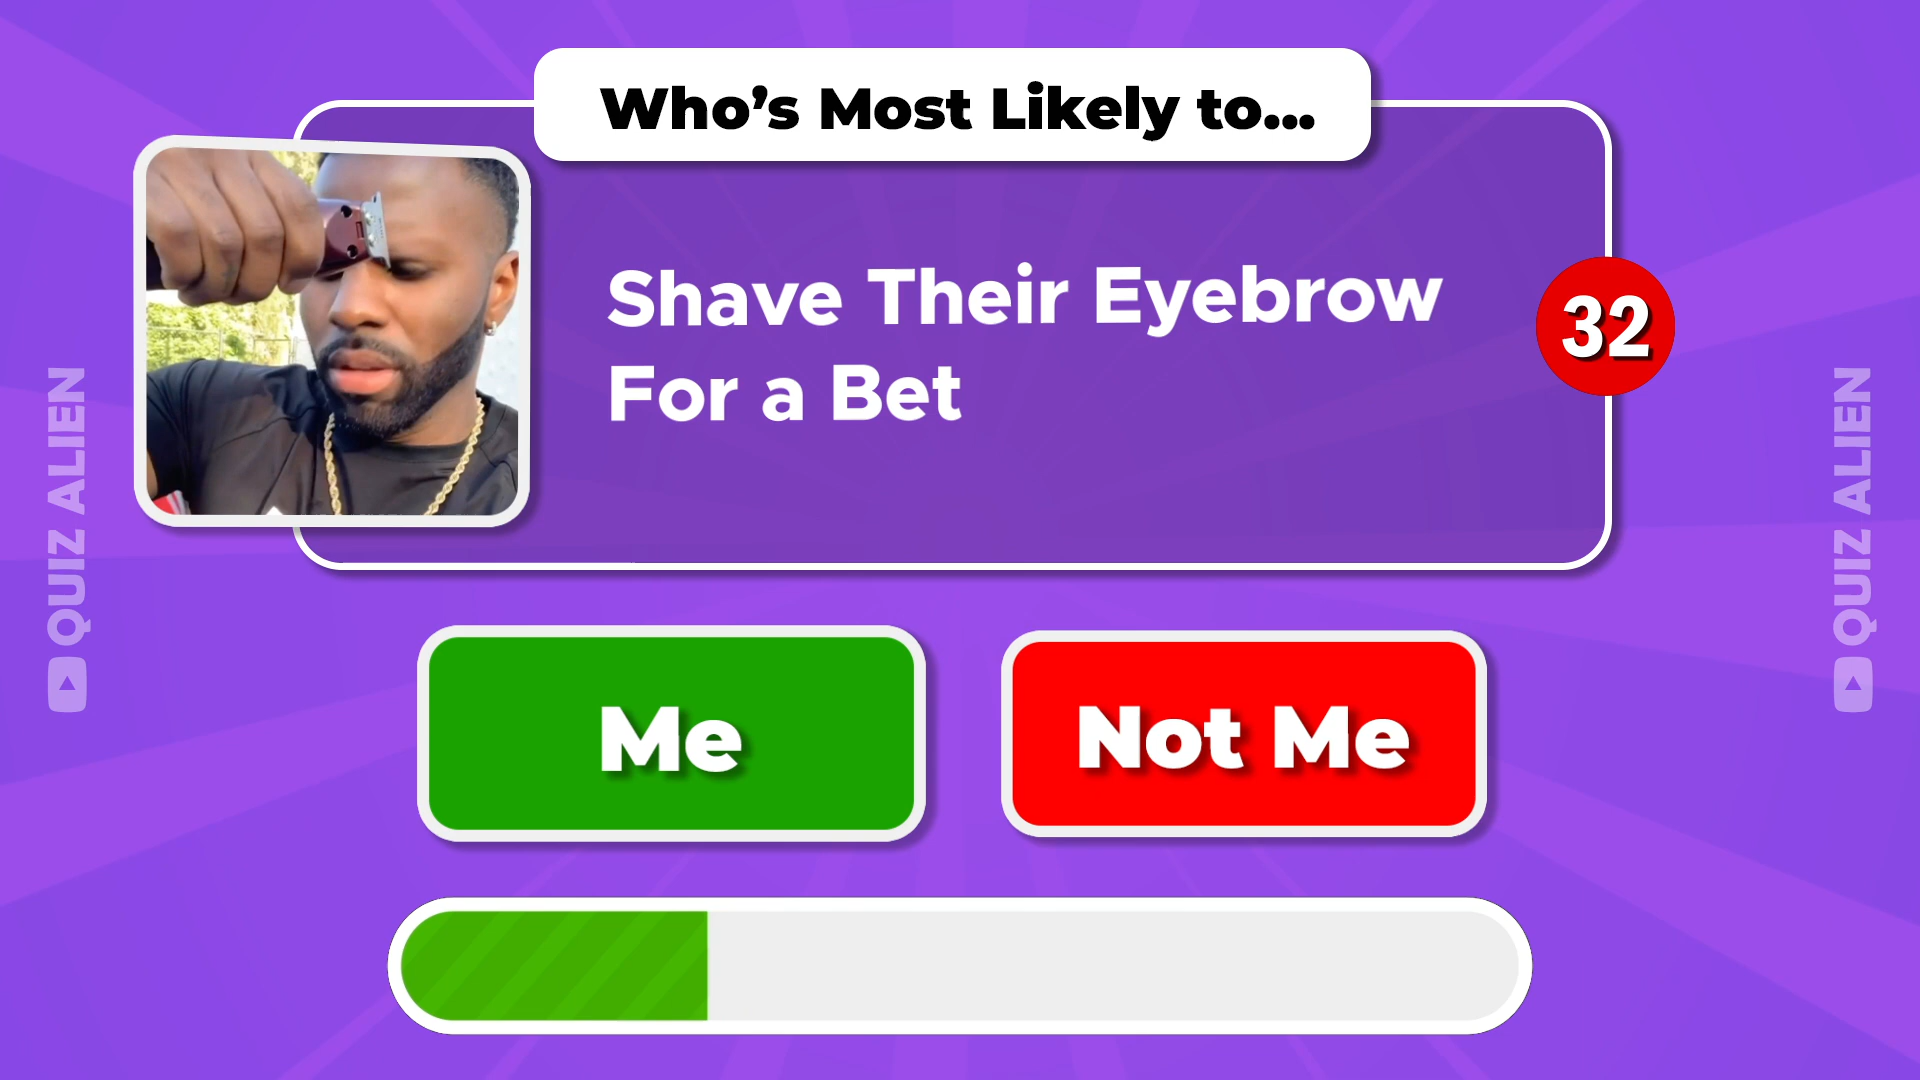 Who's Most Likely to...
Shave Their Eyebrow
For a Bet
32
QUIZ ALIEN
QUIZ ALIEN
Me
Not Me